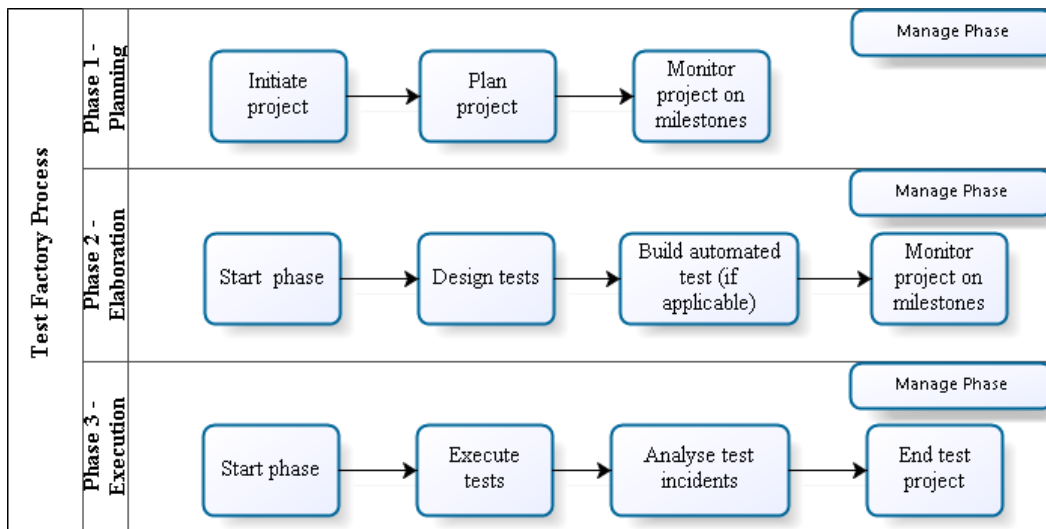 Test Factory Process
Phase 1 -
Planning
Manage Phase
Initiate
project
Plan
project
Monitor
project on
milestones
Phase 2 -
Elaboration
Manage Phase
Start phase
Design tests
Build automated
test (if
applicable)
Monitor
project on
milestones
Phase 3 -
Execution
Manage Phase
Start phase
Execute
tests
Analyse test
incidents
End test
project